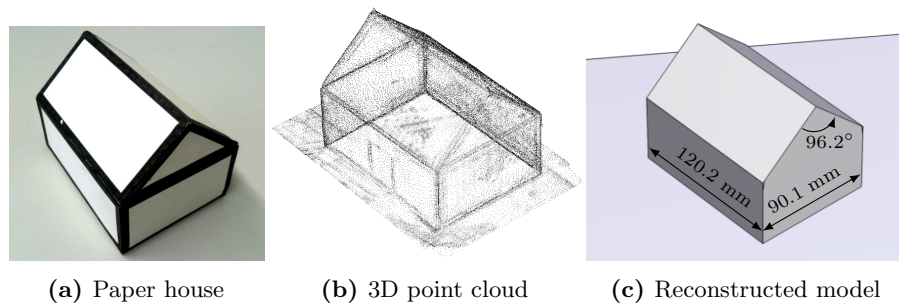 96.2°
120.2 mm
90.1 mm
(a) Paper house
(b) 3D point cloud
(c) Reconstructed model